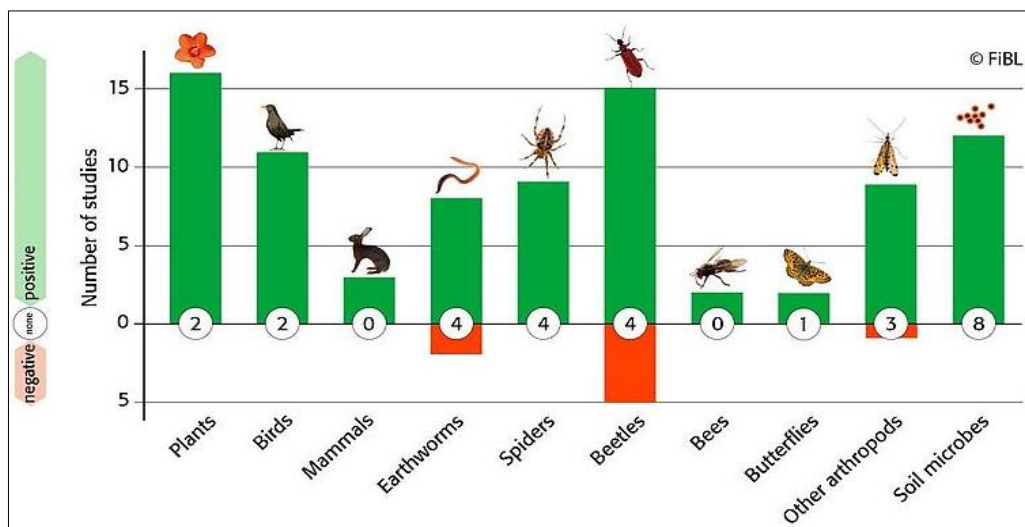 © FiBL
positive
none
negative
Number of studies
15
10
5
0
5
2
2
0
4
4
4
0
1
3
8
Plants
Birds
Mammals
Earthworms
Spiders
Beetles
Bees
Butterflies
Other arthropods
Soil microbes